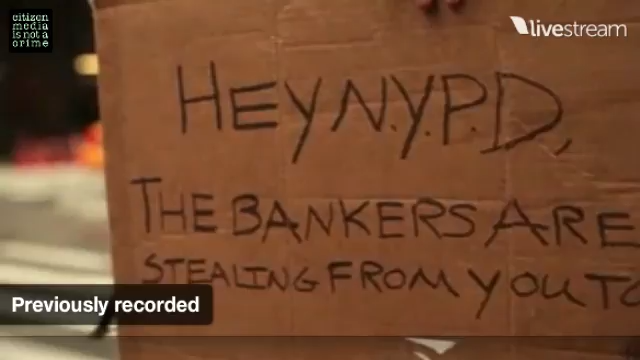 citizen
media
is not a
crime
livestream
HEY N.Y.P.D,
THE BANKERS ARE
STEALING FROM YOU TO
Previously recorded